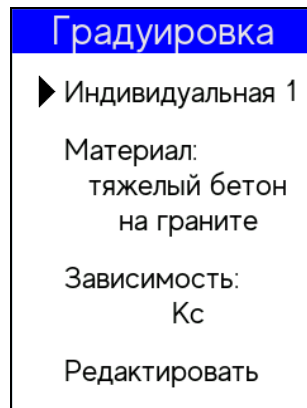 Градуировка
Индивидуальная 1
Материал:
тяжелый бетон
на граните
Зависимость:
Кс
Редактировать